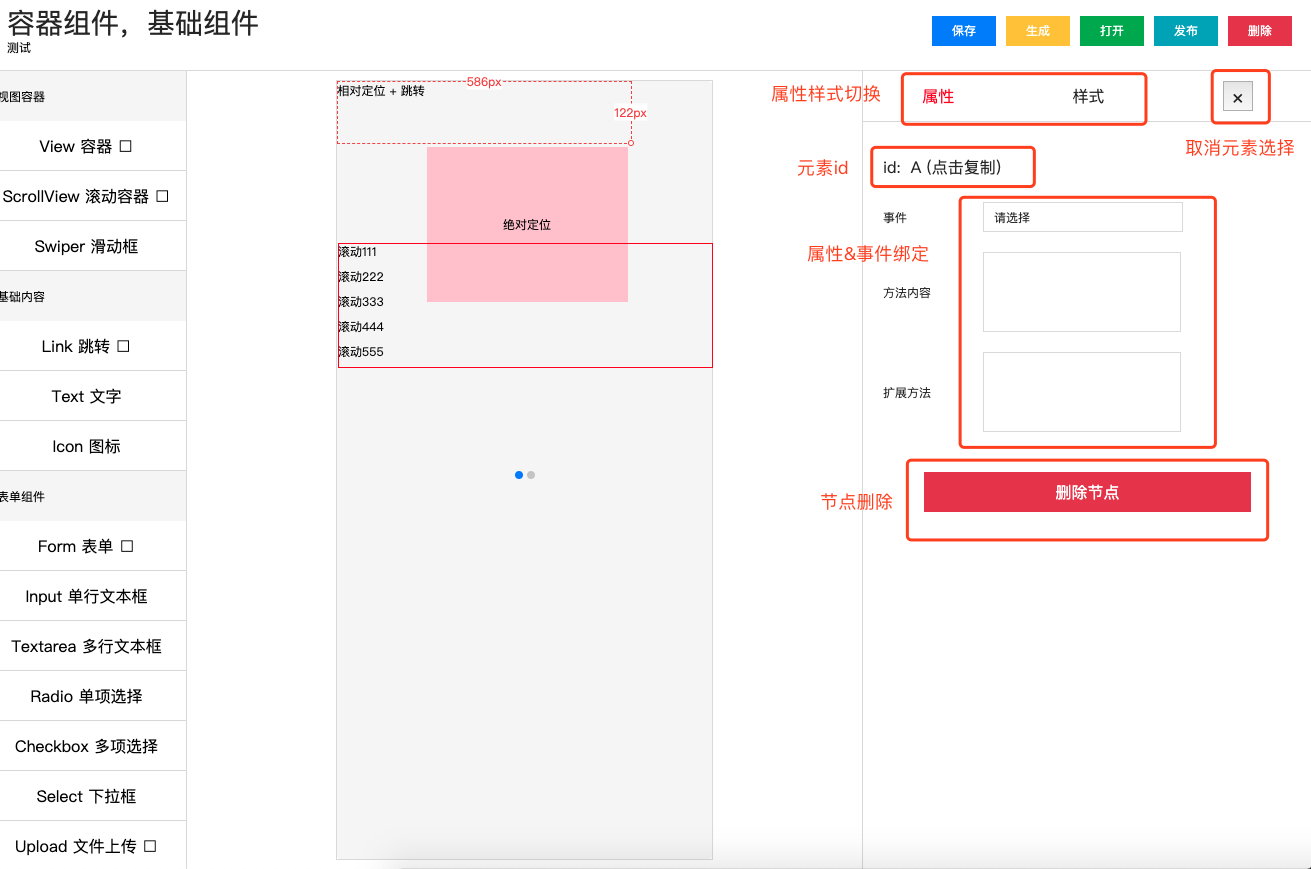 容器组件，基础组件
测试
保存
生成
打开
发布
删除
视图容器
View 容器 ☐
ScrollView 滚动容器 ☐
Swiper 滑动框
基础内容
Link 跳转 ☐
Text 文字
Icon 图标
表单组件
Form 表单 ☐
Input 单行文本框
Textarea 多行文本框
Radio 单项选择
Checkbox 多项选择
Select 下拉框
Upload 文件上传 ☐
586px
相对定位 + 跳转
122px
绝对定位
滚动111
滚动222
滚动333
滚动444
滚动555
属性样式切换
属性
样式
×
取消元素选择
元素id
id: A (点击复制)
事件
请选择
属性&事件绑定
方法内容
扩展方法
节点删除
删除节点